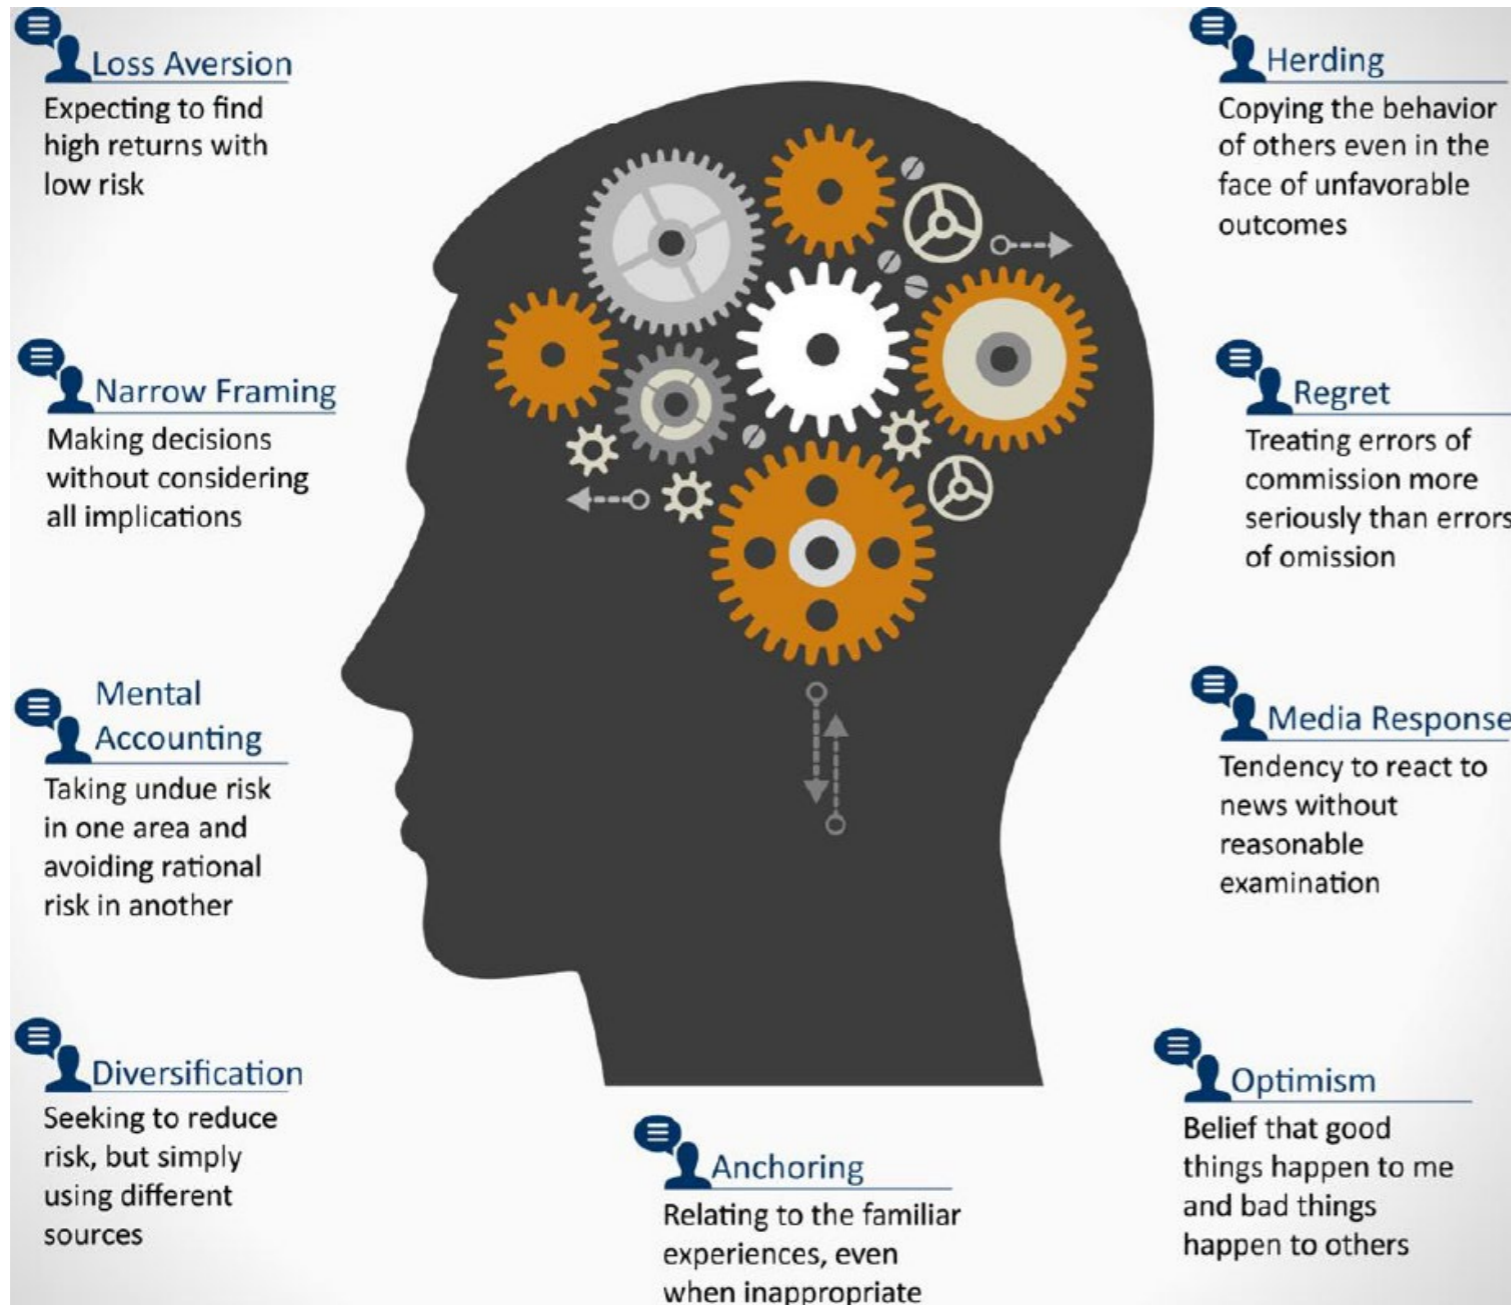 Loss Aversion
Expecting to find
high returns with
low risk
Narrow Framing
Making decisions
without considering
all implications
Mental
Accounting
Taking undue risk
in one area and
avoiding rational
risk in another
Diversification
Seeking to reduce
risk, but simply
using different
sources
Anchoring
Relating to the familiar
experiences, even
when inappropriate
Herding
Copying the behavior
of others even in the
face of unfavorable
outcomes
Regret
Treating errors of
commission more
seriously than errors
of omission
Media Response
Tendency to react to
news without
reasonable
examination
Optimism
Belief that good
things happen to me
and bad things
happen to others